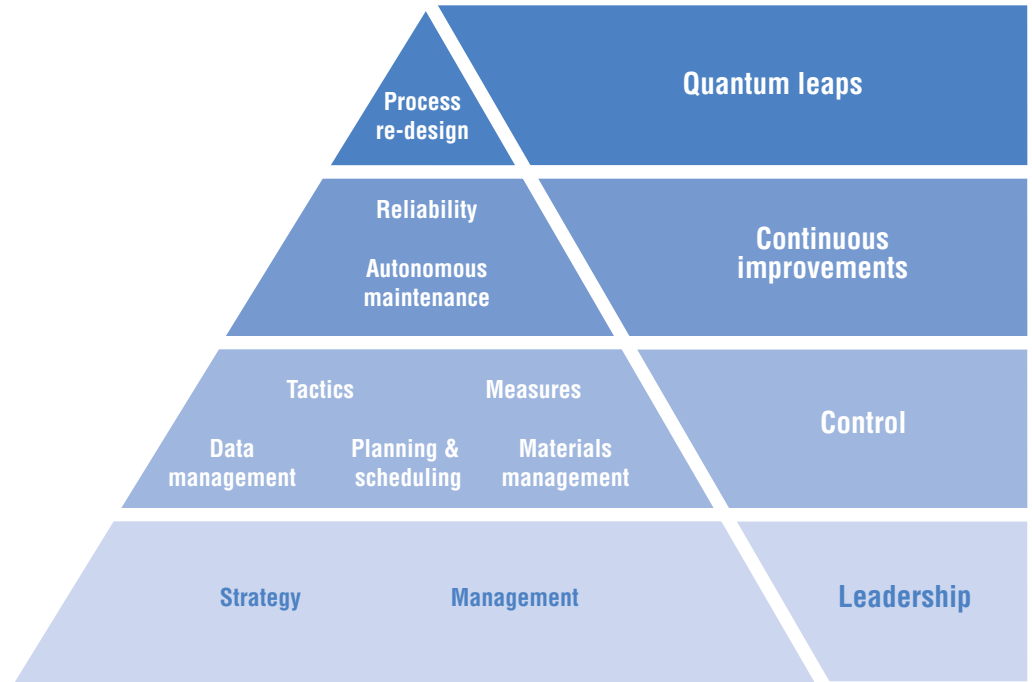 Process
re-design
Quantum leaps
Reliability
Autonomous
maintenance
Continuous
improvements
Tactics
Measures
Data
management
Planning &
scheduling
Materials
management
Control
Strategy
Management
Leadership